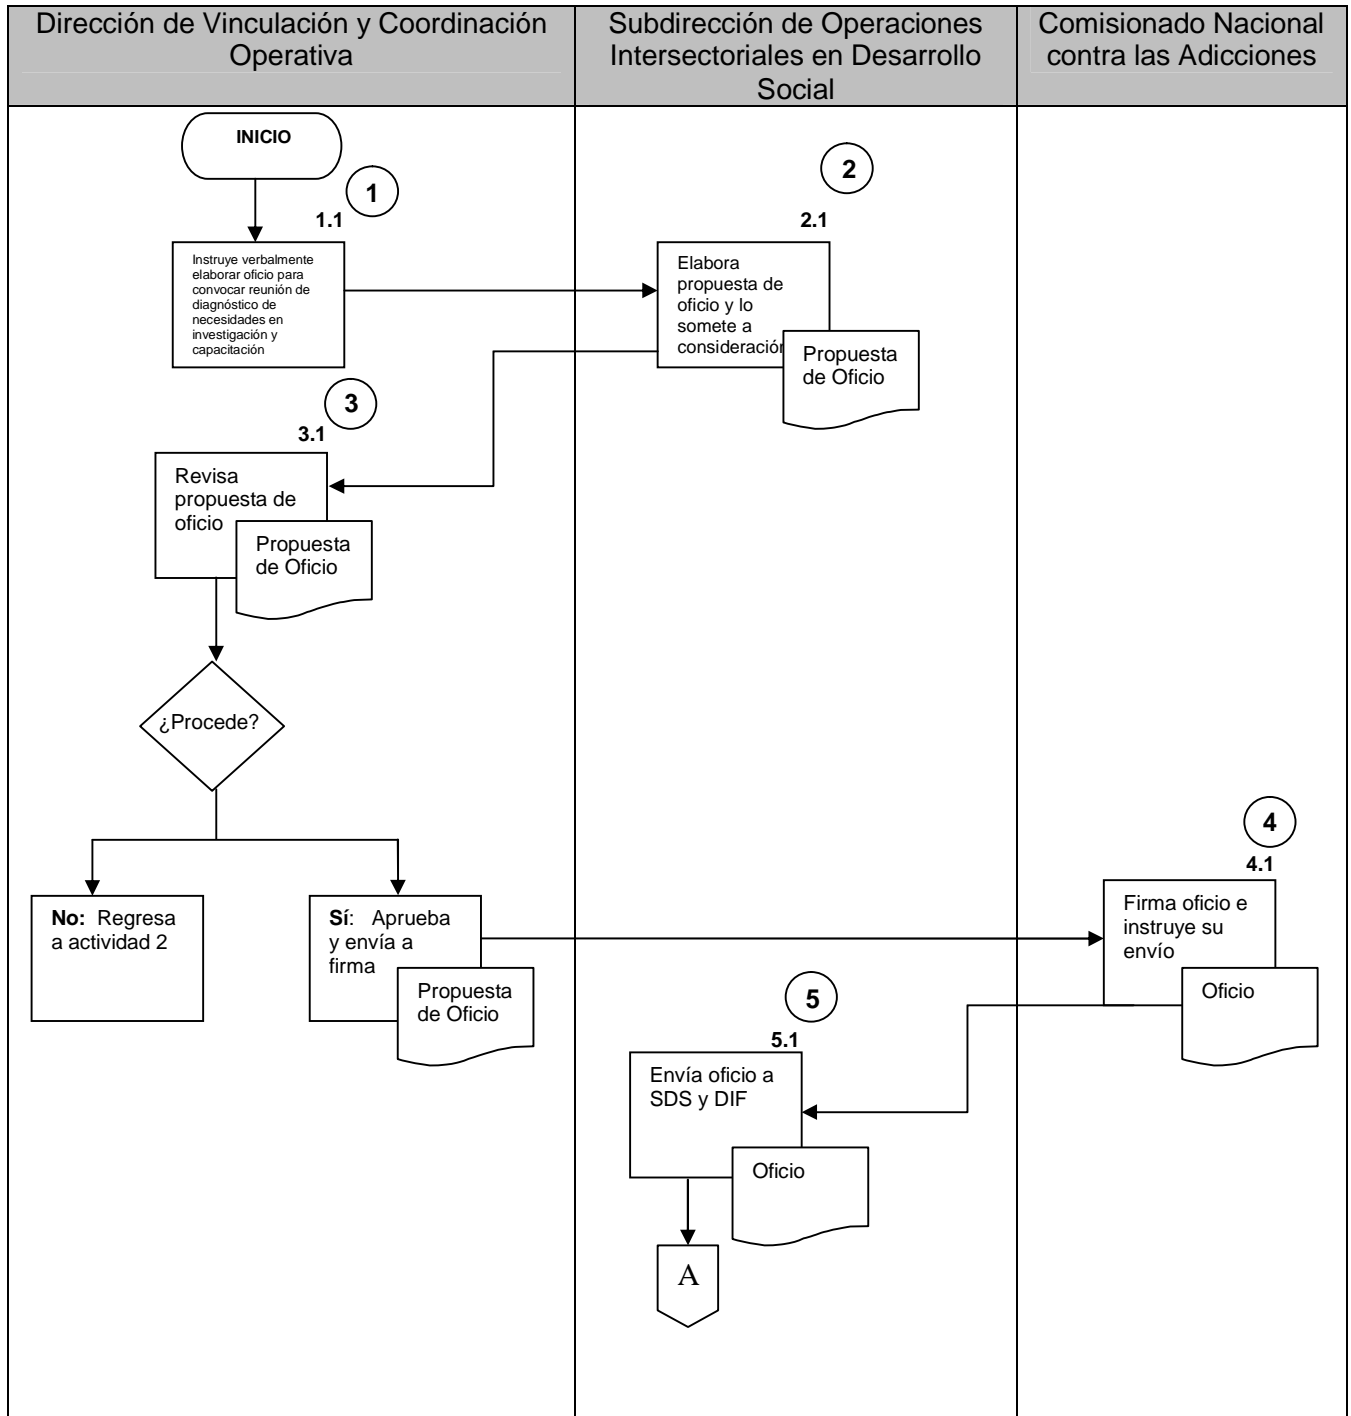 Dirección de Vinculación y Coordinación
Operativa
Subdirección de Operaciones
Intersectoriales en Desarrollo
Social
Comisionado Nacional
contra las Adicciones
INICIO
1
1.1
Instruye verbalmente
elaborar oficio para
convocar reunión de
diagnóstico de
necesidades en
investigación y
capacitación
2
2.1
Elabora
propuesta de
oficio y lo
somete a
consideración
Propuesta
de Oficio
3
3.1
Revisa
propuesta de
oficio
Propuesta
de Oficio
¿Procede?
No: Regresa
a actividad 2
Sí: Aprueba
y envía a
firma
Propuesta
de Oficio
4
4.1
Firma oficio e
instruye su
envío
Oficio
5
5.1
Envía oficio a
SDS y DIF
Oficio
A